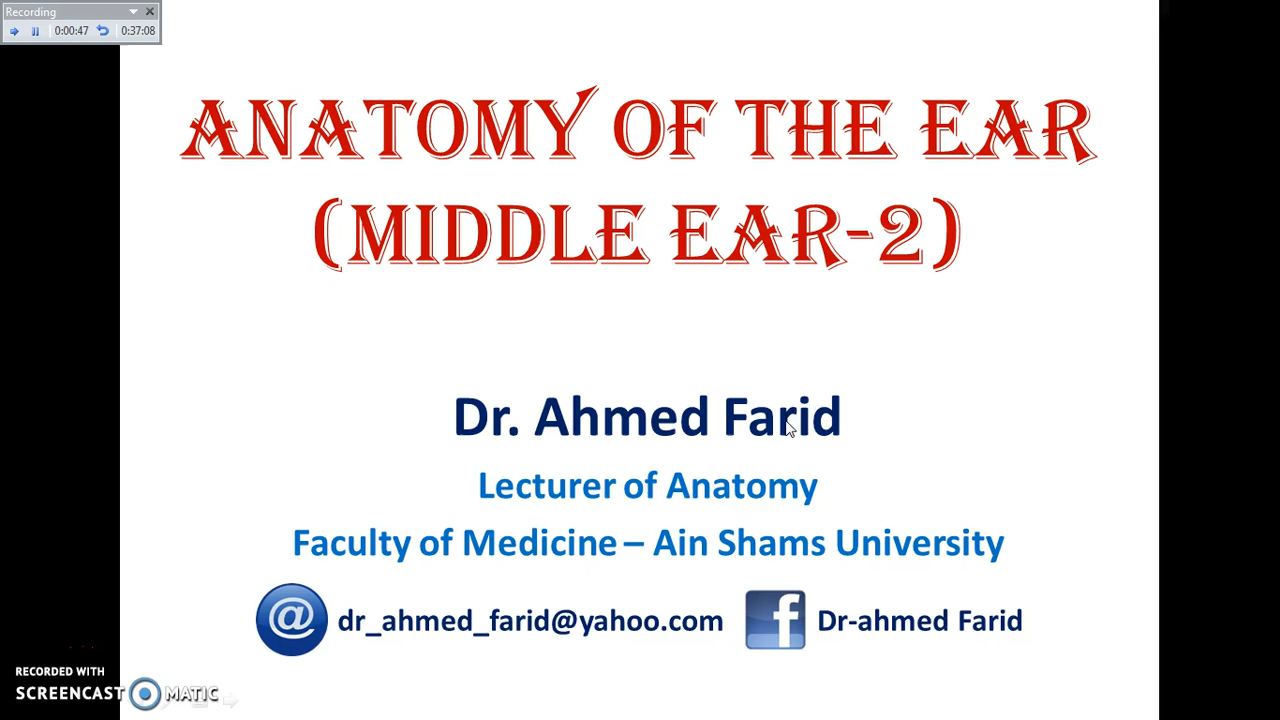 Recording
0:00:47 0:37:08
ANATOMY OF THE EAR
(MIDDLE EAR-2)
Dr. Ahmed Farid
Lecturer of Anatomy
Faculty of Medicine – Ain Shams University
@ dr_ahmed_farid@yahoo.com f Dr-ahmed Farid
RECORDED WITH
SCREENCAST MATIC